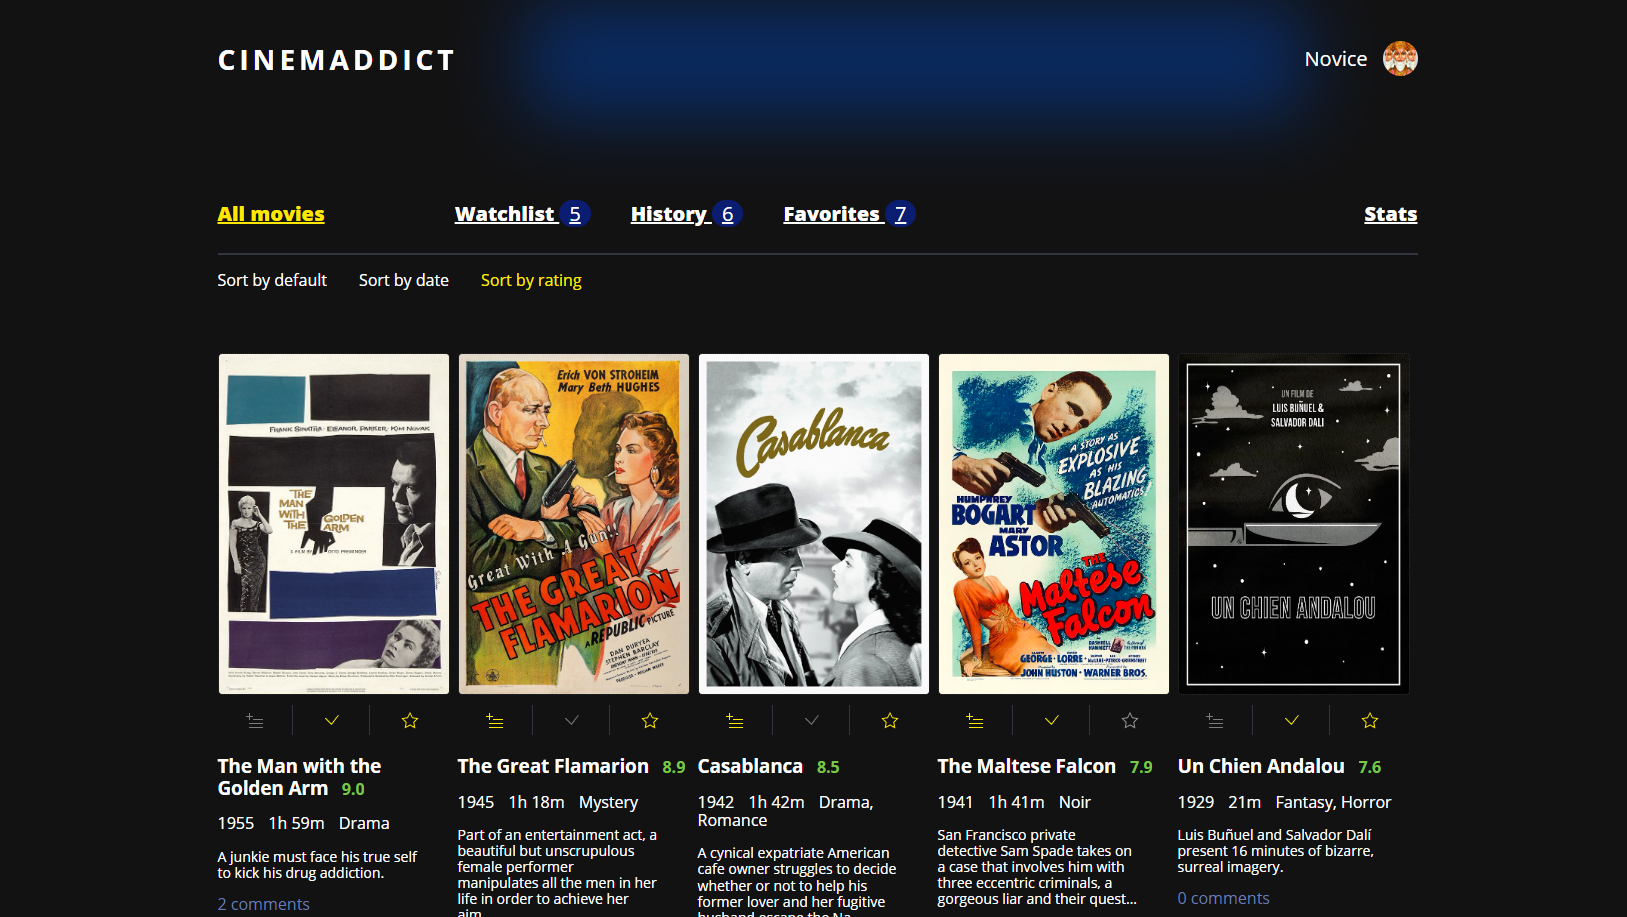 CINEMADDICT
Novice
All movies
Watchlist 5
History 6
Favorites 7
Stats
Sort by default
Sort by date
Sort by rating
FRANK SINATRA · ELEANOR PARKER · KIM NOVAK
THE
MAN
WITH
THE GOLDEN
ARM
A FILM BY OTTO PREMINGER
Erich VON STROHEIM
Mary Beth HUGHES
Great With A Gun!!
THE GREAT
FLAMARION
A REPUBLIC PICTURE
DAN DURYEA
STEPHEN BARCLAY
Casablanca
A STORY AS
EXPLOSIVE
AS HIS
BLAZING
AUTOMATICS!
HUMPHREY
BOGART
MARY
ASTOR
THE
Maltese
Falcon
GEORGE · LORRE
JOHN HUSTON · WARNER BROS.
UN FILM DE
LUIS BUÑUEL &
SALVADOR DALI
UN CHIEN ANDALOU
The Man with the
Golden Arm 9.0
1955 1h 59m Drama
A junkie must face his true self
to kick his drug addiction.
2 comments
The Great Flamarion 8.9
1945 1h 18m Mystery
Part of an entertainment act, a
beautiful but unscrupulous
female performer
manipulates all the men in her
life in order to achieve her
aim
Casablanca 8.5
1942 1h 42m Drama,
Romance
A cynical expatriate American
cafe owner struggles to decide
whether or not to help his
former lover and her fugitive
husband escape the Na
The Maltese Falcon 7.9
1941 1h 41m Noir
San Francisco private
detective Sam Spade takes on
a case that involves him with
three eccentric criminals, a
gorgeous liar and their quest...
Un Chien Andalou 7.6
1929 21m Fantasy, Horror
Luis Buñuel and Salvador Dalí
present 16 minutes of bizarre,
surreal imagery.
0 comments